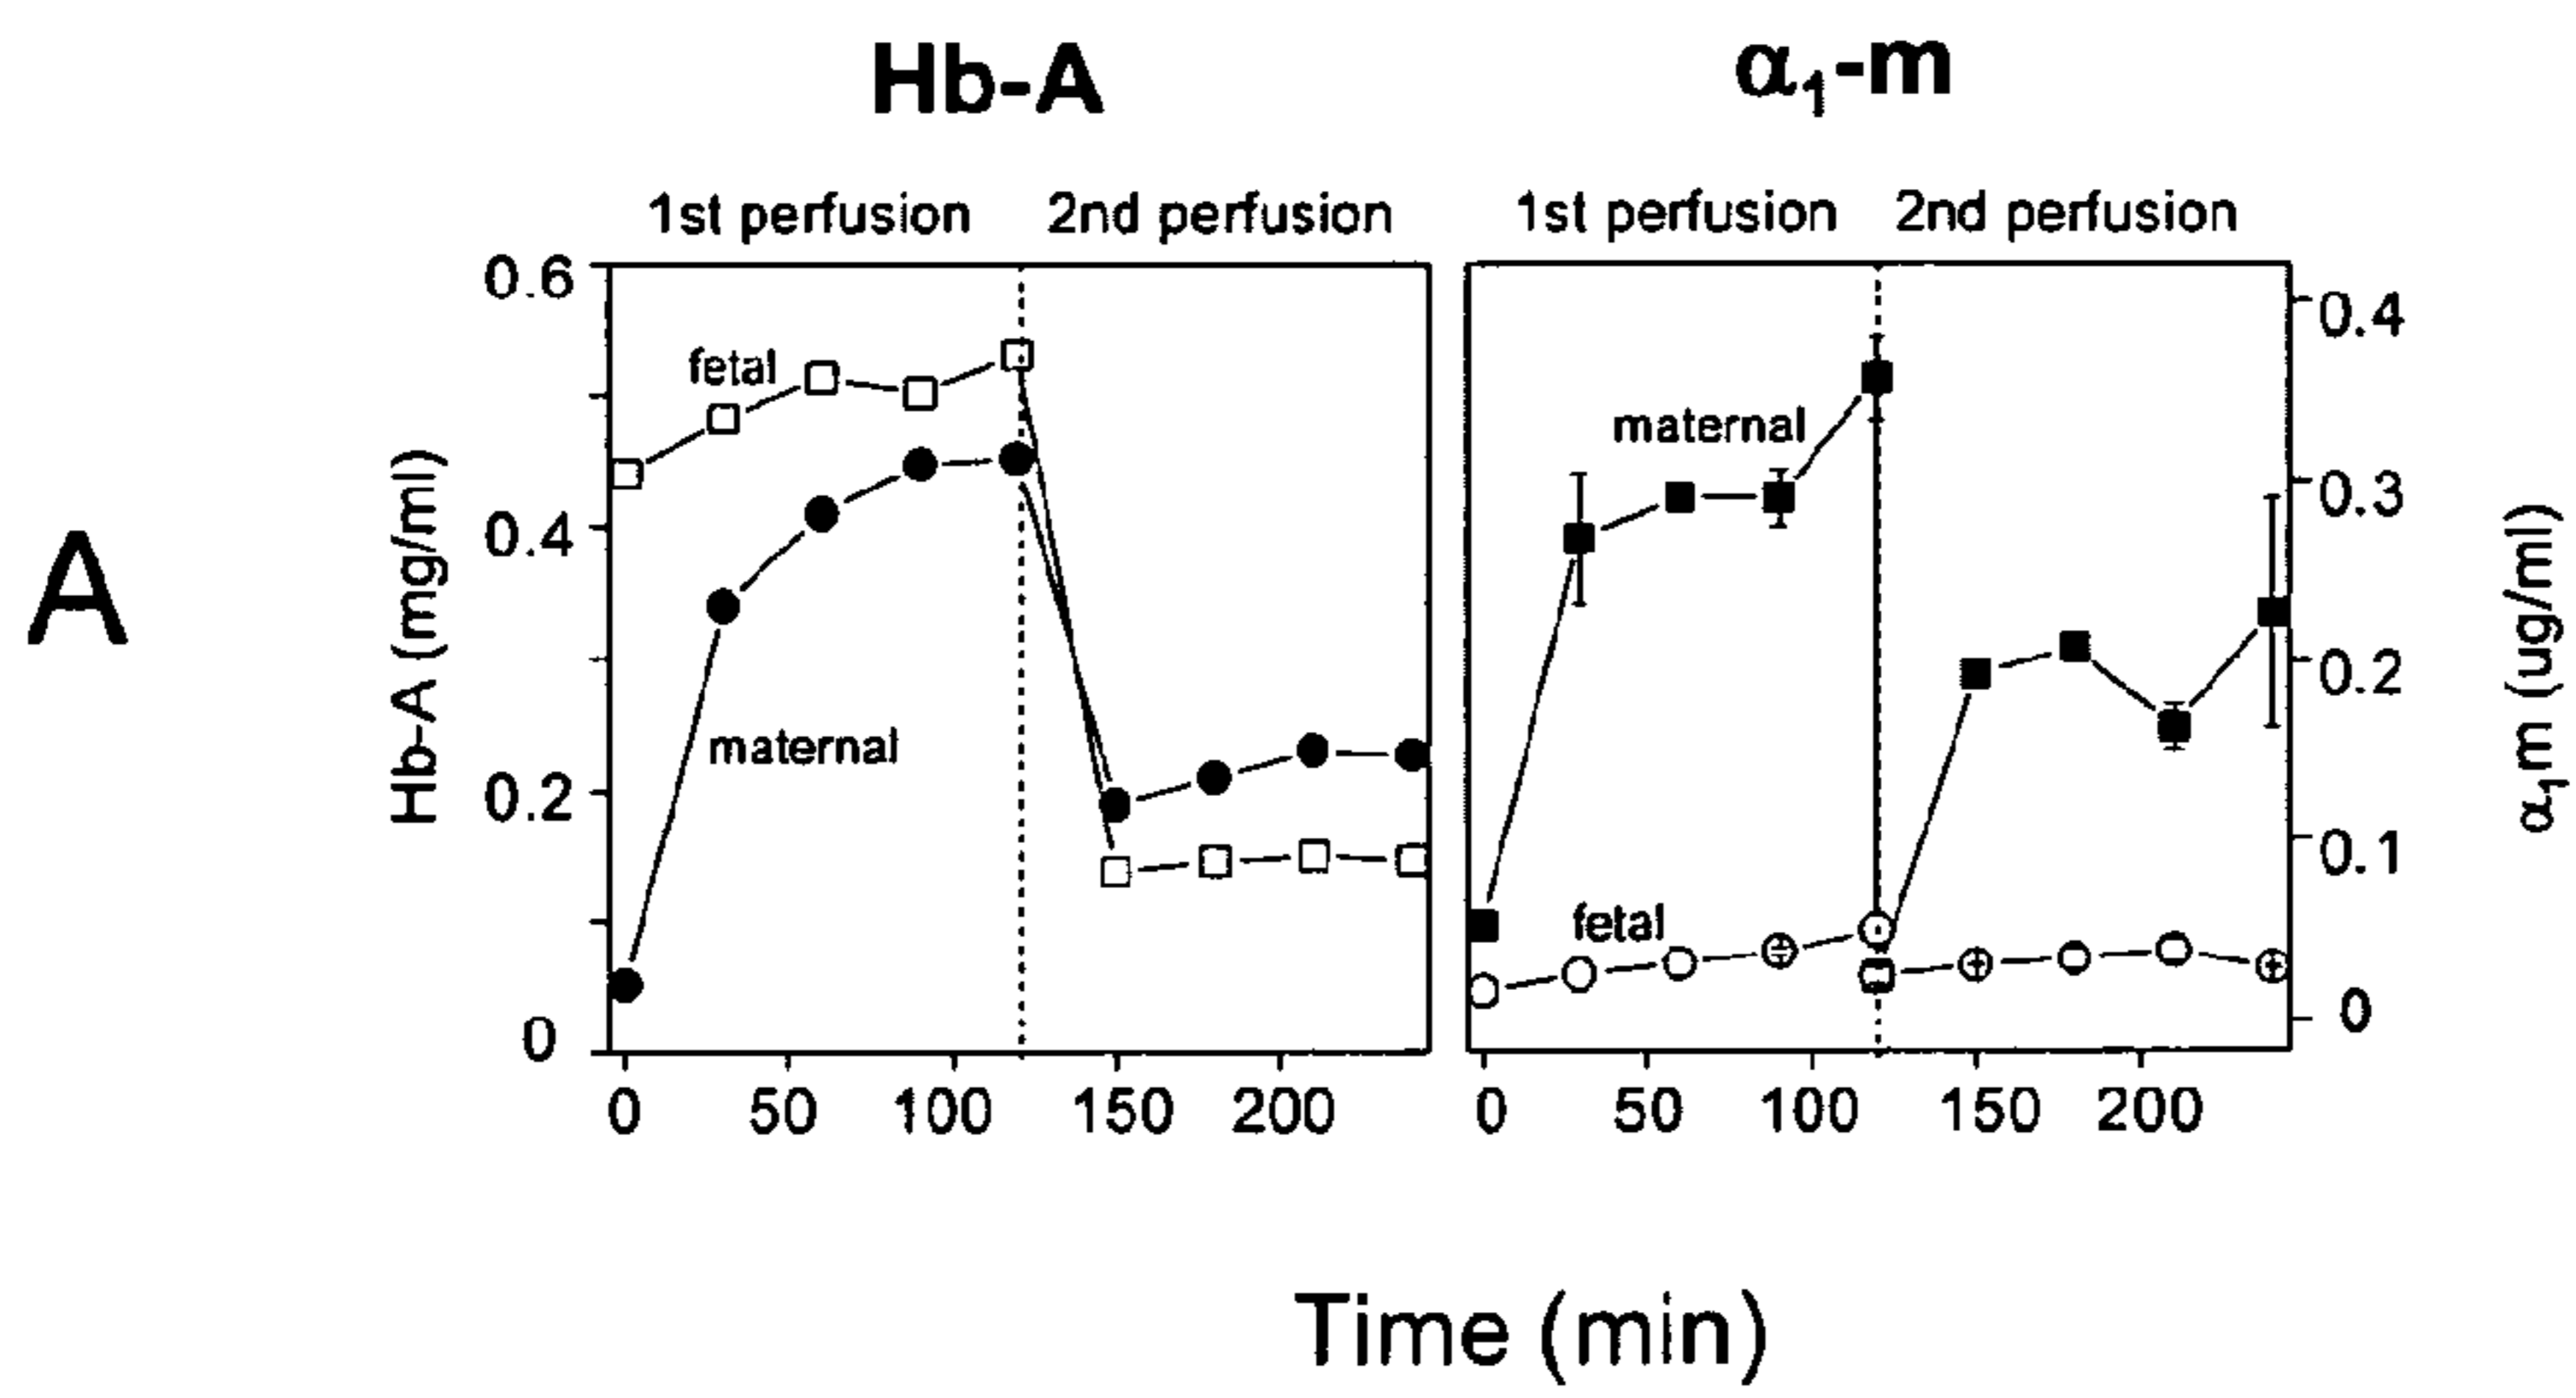 Hb-A
α1-m
1st perfusion 2nd perfusion
1st perfusion 2nd perfusion
A
Hb-A (mg/ml)
0.6
0.4
0.2
0
fetal
maternal
0 50 100 150 200
maternal
fetal
0 50 100 150 200
0.4
0.3
0.2
0.1
0
α1m (ug/ml)
Time (min)